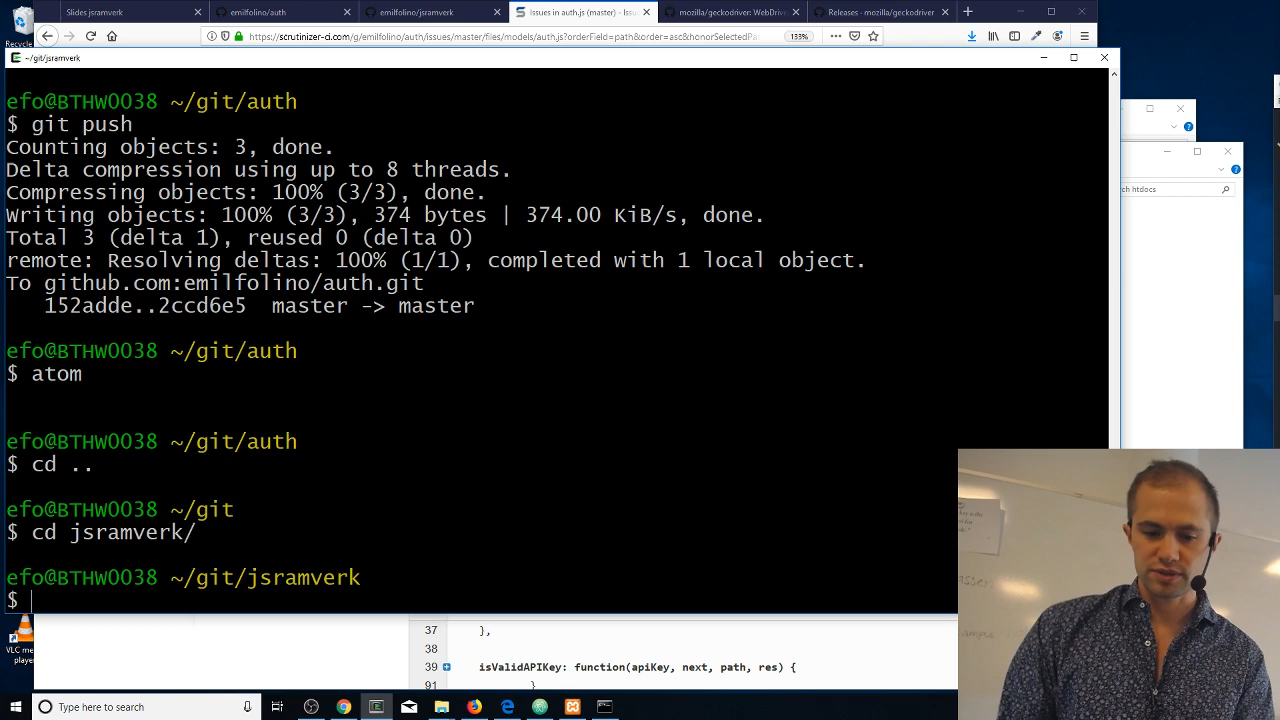 Slides jsramverk
emilfolino/auth
emilfolino/jsramverk
Issues in auth.js (master) - Issu
mozilla/geckodriver: WebDriv
Releases · mozilla/geckodriver
Recycle
https://scrutinizer-ci.com/g/emilfolino/auth/issues/master/files/models/auth.js?orderField=path&order=asc&honorSelectedPat
133%
~/git/jsramverk
efo@BTHW0038 ~/git/auth
$ git push
Counting objects: 3, done.
Delta compression using up to 8 threads.
Compressing objects: 100% (3/3), done.
Writing objects: 100% (3/3), 374 bytes | 374.00 KiB/s, done.
Total 3 (delta 1), reused 0 (delta 0)
remote: Resolving deltas: 100% (1/1), completed with 1 local object.
To github.com:emilfolino/auth.git
152adde..2ccd6e5 master -> master
efo@BTHW0038 ~/git/auth
$ atom
efo@BTHW0038 ~/git/auth
$ cd ..
efo@BTHW0038 ~/git
$ cd jsramverk/
efo@BTHW0038 ~/git/jsramverk
$
ch htdocs
VLC me
player
37 },
38
39 isValidAPIKey: function(apiKey, next, path, res) {
91 }
Type here to search